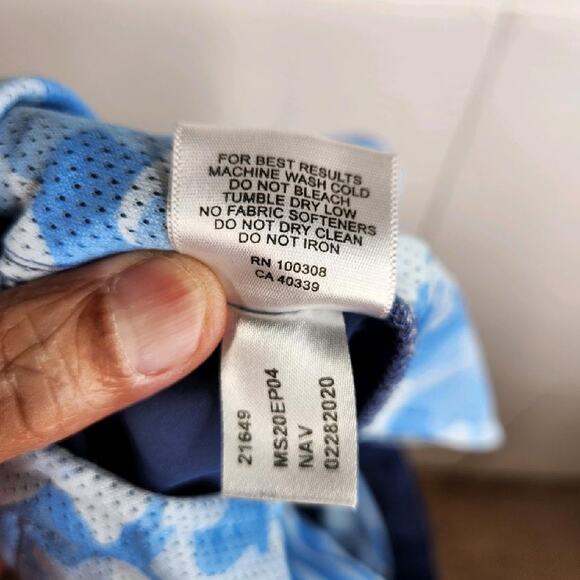 FOR BEST RESULTS
MACHINE WASH COLD
DO NOT BLEACH
TUMBLE DRY LOW
NO FABRIC SOFTENERS
DO NOT DRY CLEAN
DO NOT IRON
RN 100308
CA 40339
21649
MS20EP04
NAV
02282020